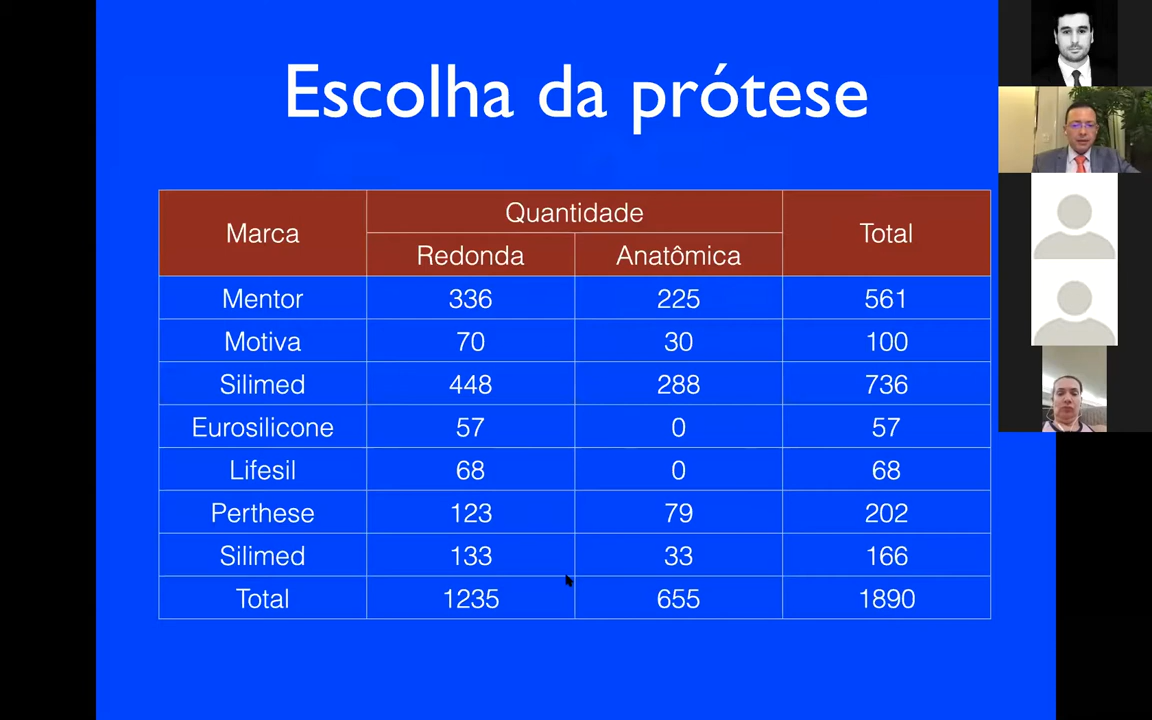 Escolha da prótese
Marca Quantidade Total
Redonda Anatômica
Mentor 336 225 561
Motiva 70 30 100
Silimed 448 288 736
Eurosilicone 57 0 57
Lifesil 68 0 68
Perthese 123 79 202
Silimed 133 33 166
Total 1235 655 1890